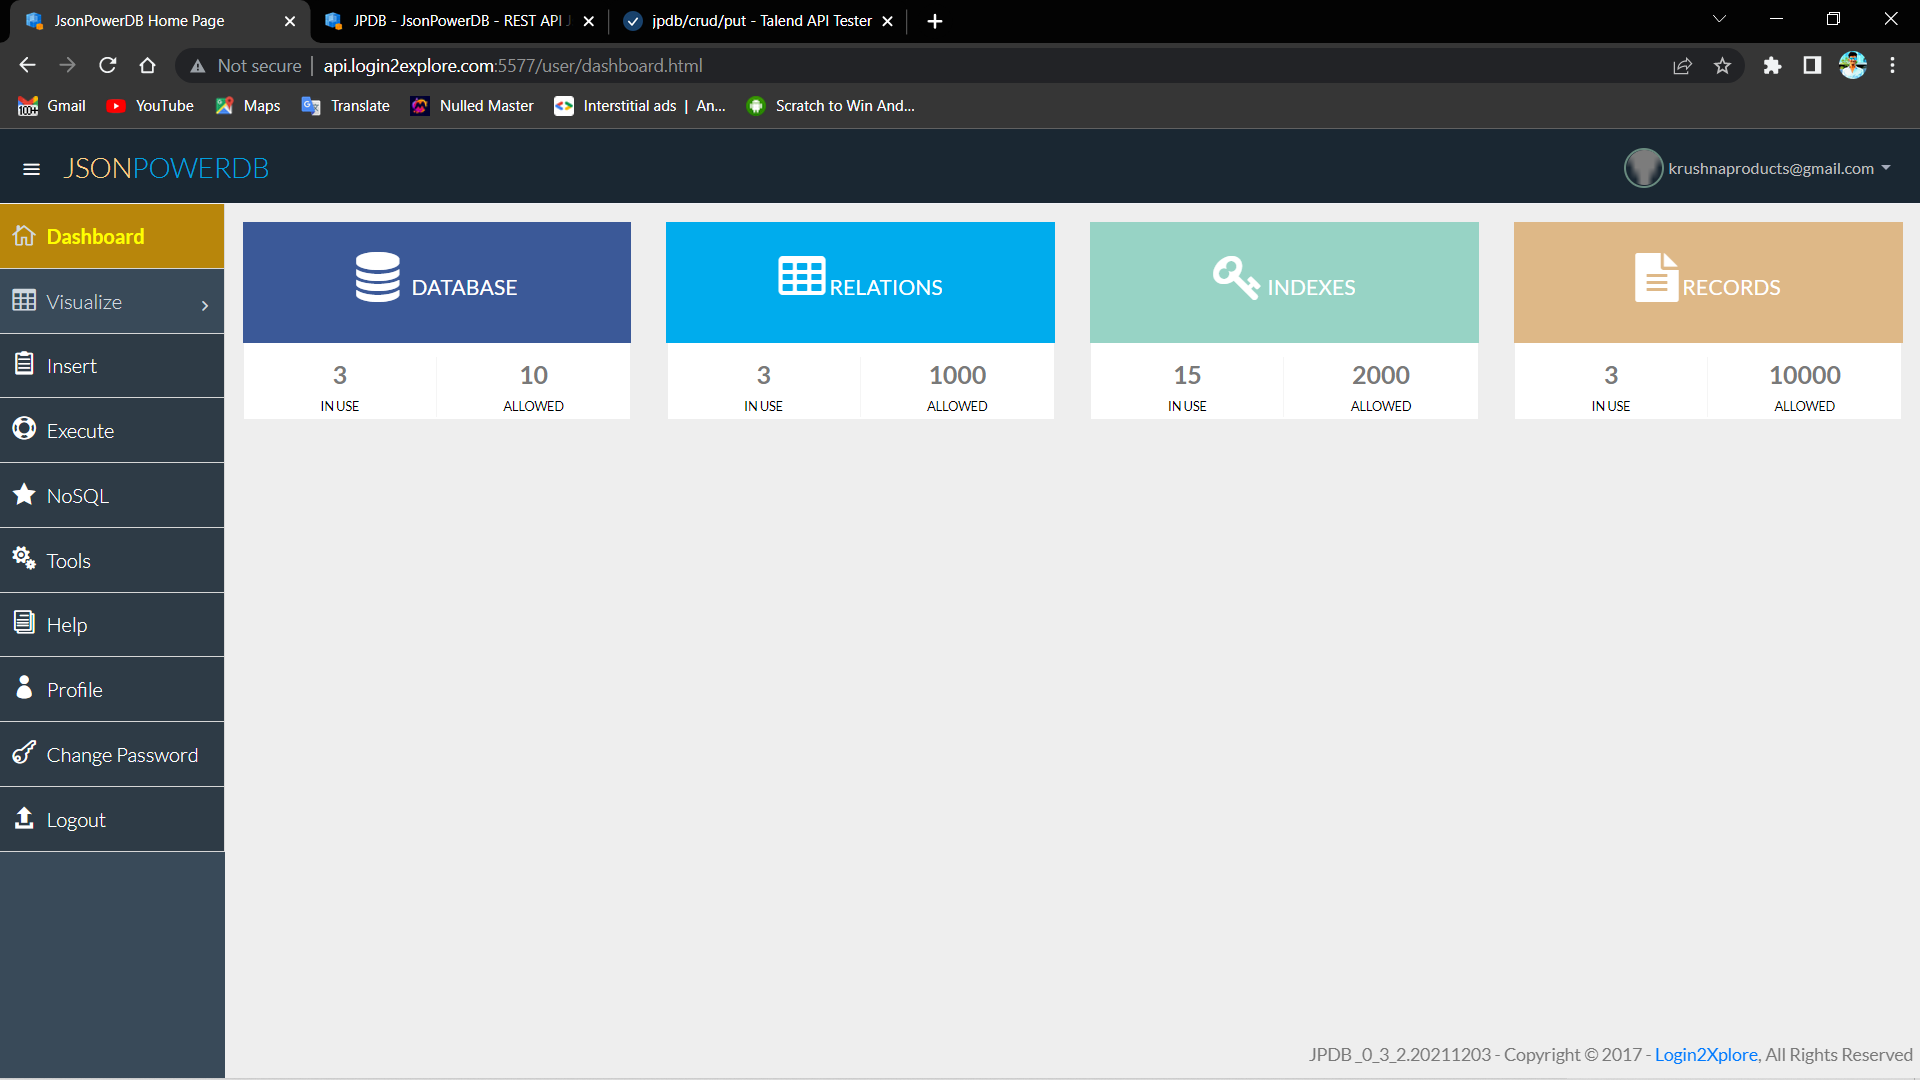 JsonPowerDB Home Page
JPDB - JsonPowerDB - REST API J
jpdb/crud/put - Talend API Tester
Not secure
api.login2explore.com:5577/user/dashboard.html
100+
Gmail
YouTube
Maps
Translate
Nulled Master
Interstitial ads | An...
Scratch to Win And...
JSONPOWERDB
krushnaproducts@gmail.com
Dashboard
Visualize
Insert
Execute
NoSQL
Tools
Help
Profile
Change Password
Logout
DATABASE
3
IN USE
10
ALLOWED
RELATIONS
3
IN USE
1000
ALLOWED
INDEXES
15
IN USE
2000
ALLOWED
RECORDS
3
IN USE
10000
ALLOWED
JPDB_0_3_2.20211203 - Copyright © 2017 - Login2Xplore, All Rights Reserved